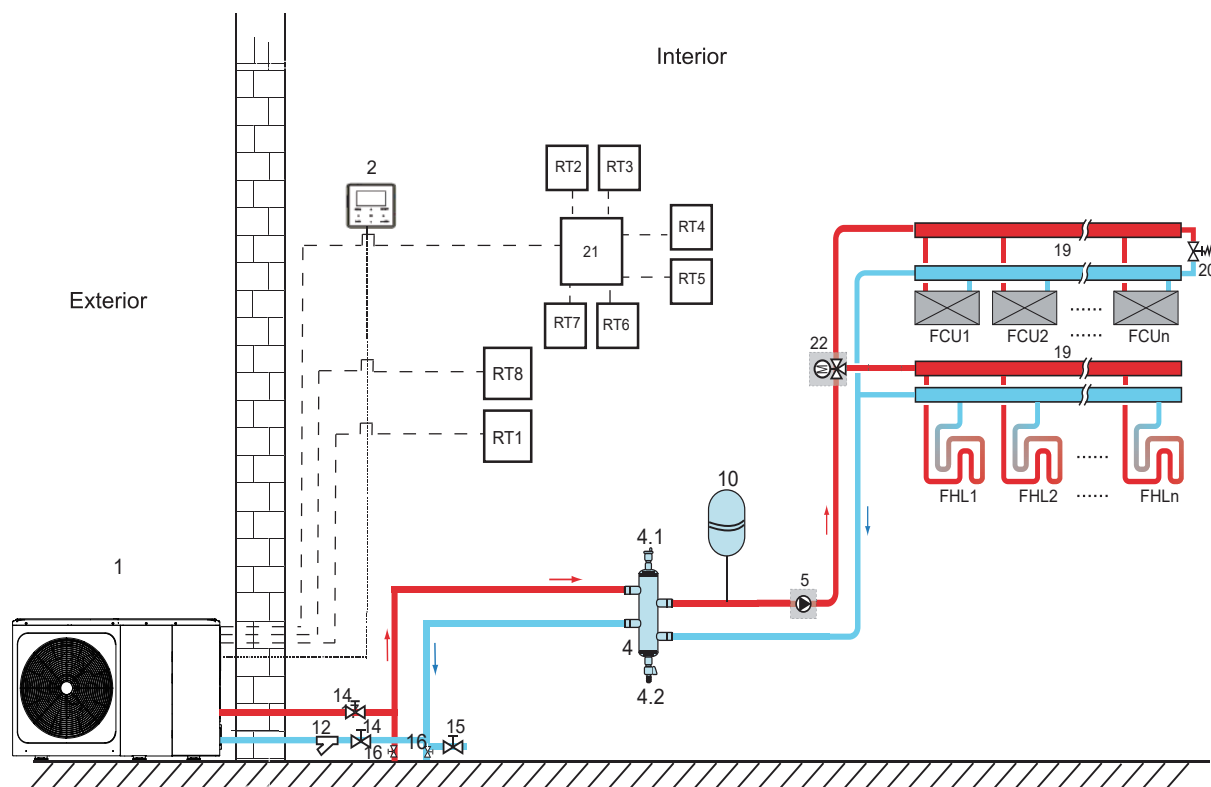 Interior
Exterior
2
RT2
RT3
RT4
21
RT5
RT7
RT6
RT8
RT1
19
20
FCU1
FCU2
......
......
FCUn
22
19
FHL1
FHL2
......
......
FHLn
10
4.1
5
4
4.2
1
14
12
14
15
16
16